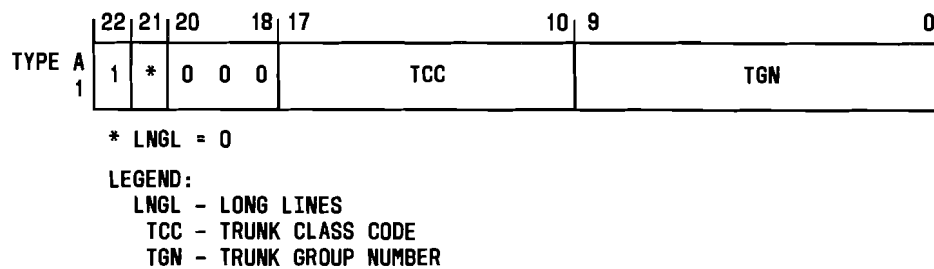 22 21 20 18 17 10 9 0
TYPE A 1 * 0 0 0 TCC TGN
1
* LNGL = 0
LEGEND:
LNGL - LONG LINES
TCC - TRUNK CLASS CODE
TGN - TRUNK GROUP NUMBER